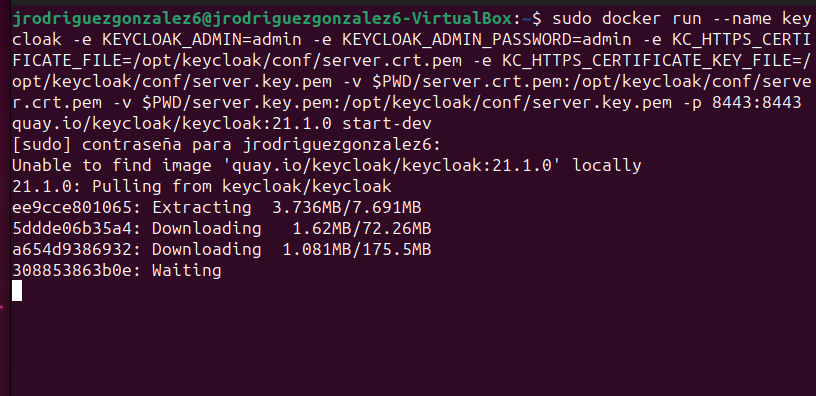 jrodriguezgonzalez6@jrodriguezgonzalez6-VirtualBox:~$ sudo docker run --name key
cloak -e KEYCLOAK_ADMIN=admin -e KEYCLOAK_ADMIN_PASSWORD=admin -e KC_HTTPS_CERTI
FICATE_FILE=/opt/keycloak/conf/server.crt.pem -e KC_HTTPS_CERTIFICATE_KEY_FILE=/
opt/keycloak/conf/server.key.pem -v $PWD/server.crt.pem:/opt/keycloak/conf/serve
r.crt.pem -v $PWD/server.key.pem:/opt/keycloak/conf/server.key.pem -p 8443:8443
quay.io/keycloak/keycloak:21.1.0 start-dev
[sudo] contraseña para jrodriguezgonzalez6:
Unable to find image 'quay.io/keycloak/keycloak:21.1.0' locally
21.1.0: Pulling from keycloak/keycloak
ee9cce801065: Extracting  3.736MB/7.691MB
5ddde06b35a4: Downloading   1.62MB/72.26MB
a654d9386932: Downloading  1.081MB/175.5MB
308853863b0e: Waiting